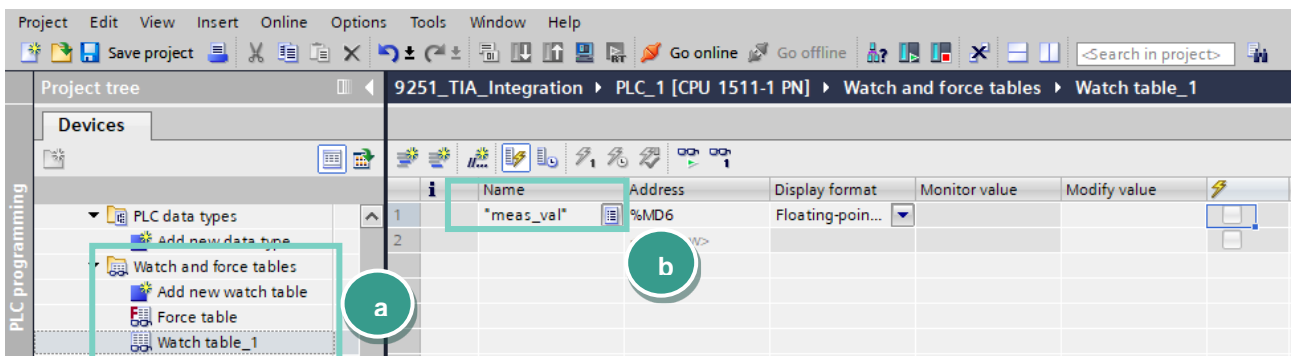 Project Edit View Insert Online Options Tools Window Help
Save project Go online Go offline <Search in project>
Project tree
9251_TIA_Integration ▸ PLC_1 [CPU 1511-1 PN] ▸ Watch and force tables ▸ Watch table_1
Devices
PLC programming
i Name Address Display format Monitor value Modify value
1 "meas_val" %MD6 Floating-poin...
2
PLC data types
Add new data type
Watch and force tables
Add new watch table
Force table
Watch table_1
a
b